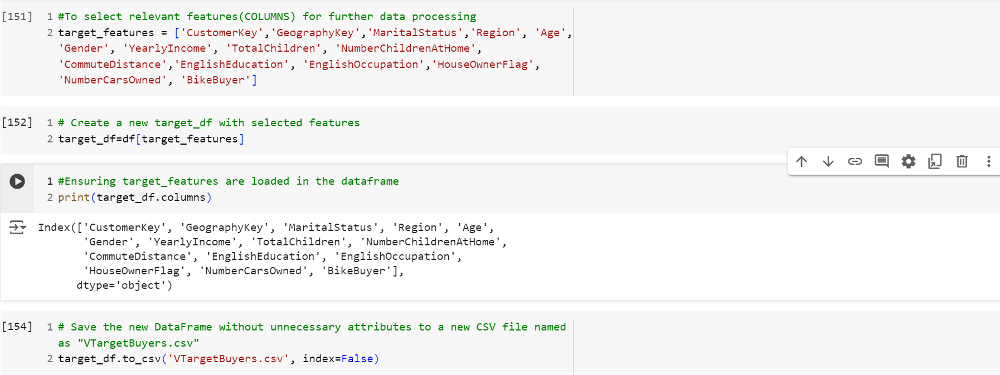 [151] 1 #To select relevant features(COLUMNS) for further data processing
2 target_features = ['CustomerKey','GeographyKey','MaritalStatus','Region', 'Age',
'Gender', 'YearlyIncome', 'TotalChildren', 'NumberChildrenAtHome',
'CommuteDistance','EnglishEducation', 'EnglishOccupation','HouseOwnerFlag',
'NumberCarsOwned', 'BikeBuyer']
[152] 1 # Create a new target_df with selected features
2 target_df=df[target_features]
1 #Ensuring target_features are loaded in the dataframe
2 print(target_df.columns)
Index(['CustomerKey', 'GeographyKey', 'MaritalStatus', 'Region', 'Age',
'Gender', 'YearlyIncome', 'TotalChildren', 'NumberChildrenAtHome',
'CommuteDistance', 'EnglishEducation', 'EnglishOccupation',
'HouseOwnerFlag', 'NumberCarsOwned', 'BikeBuyer'],
dtype='object')
[154] 1 # Save the new DataFrame without unnecessary attributes to a new CSV file named
as "VTargetBuyers.csv"
2 target_df.to_csv('VTargetBuyers.csv', index=False)